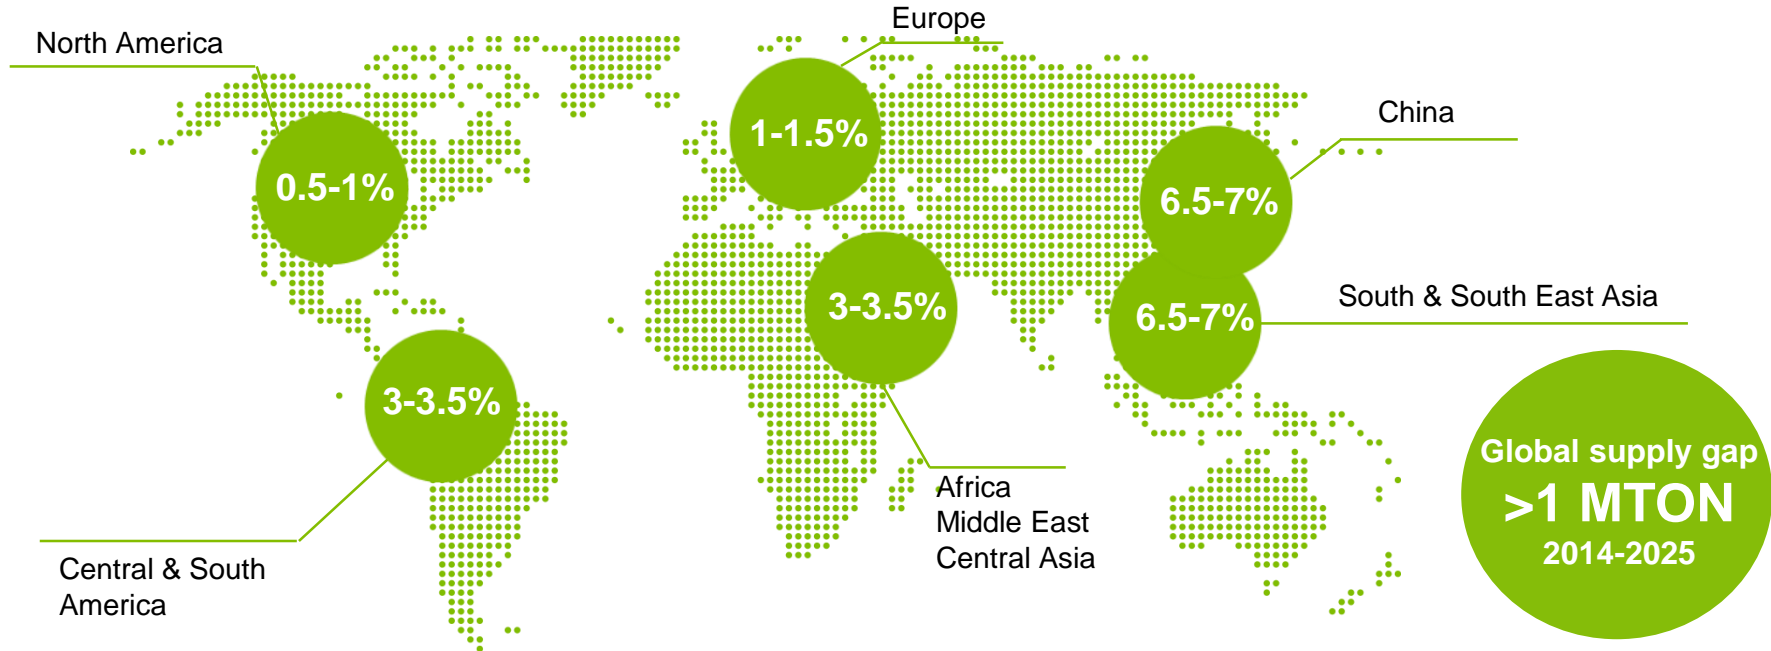 Europe
North America
China
1-1.5%
0.5-1%
6.5-7%
South & South East Asia
3-3.5%
6.5-7%
3-3.5%
Global supply gap
>1 MTON
2014-2025
Africa
Middle East
Central Asia
Central & South
America